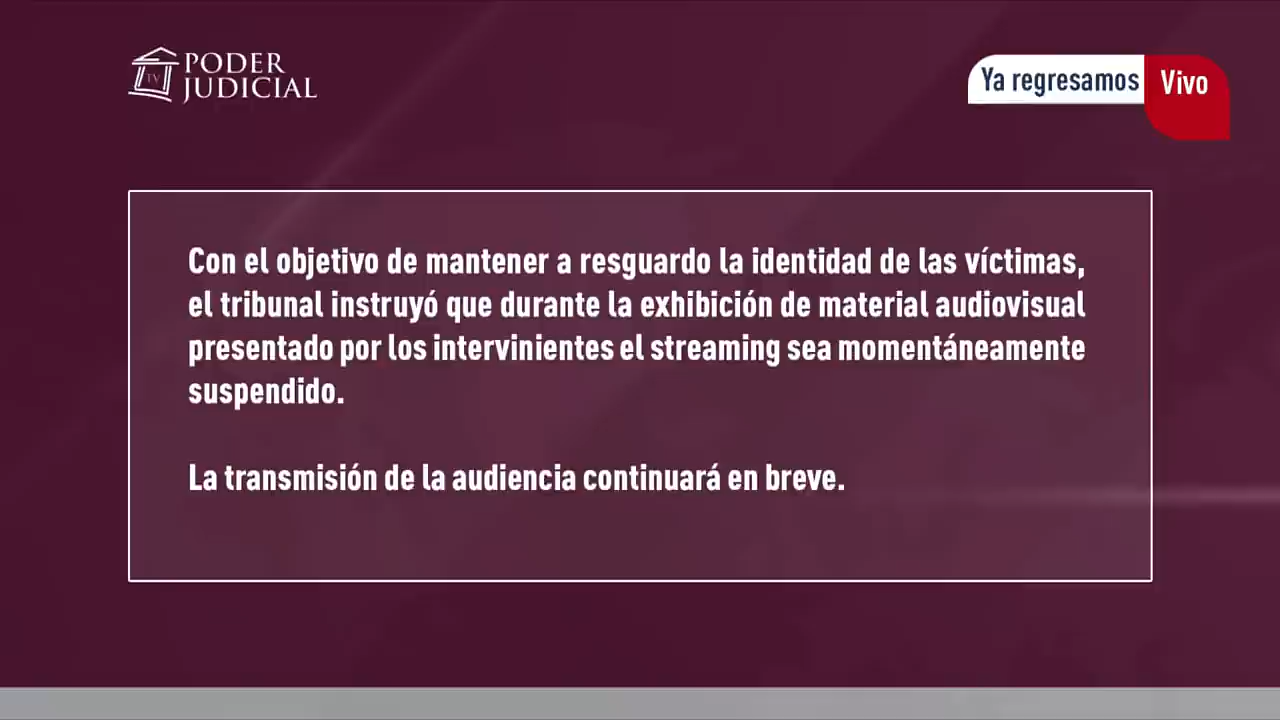 TV
PODER
JUDICIAL
Ya regresamos
Vivo
Con el objetivo de mantener a resguardo la identidad de las víctimas,
el tribunal instruyó que durante la exhibición de material audiovisual
presentado por los intervinientes el streaming sea momentáneamente
suspendido.
La transmisión de la audiencia continuará en breve.